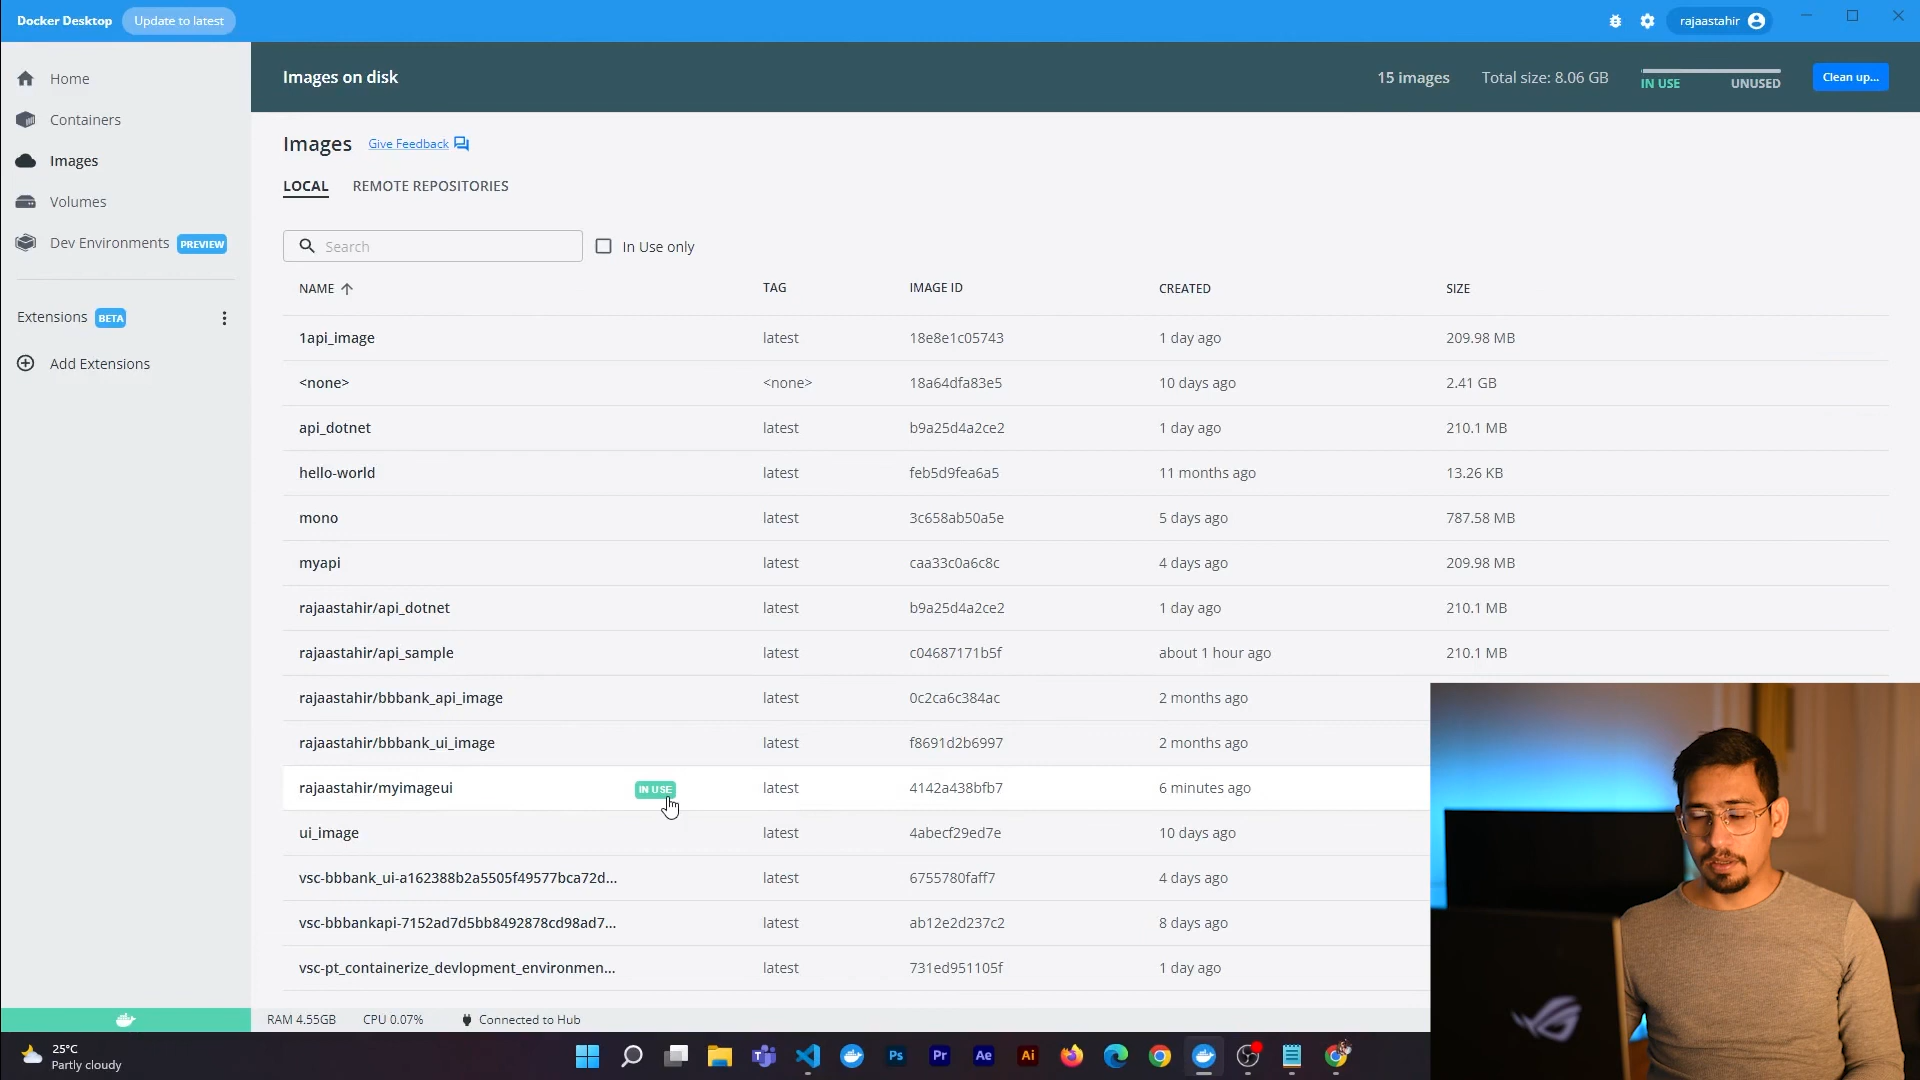 Docker Desktop Update to latest rajaastahir
Home
Containers
Images
Volumes
Dev Environments PREVIEW
Extensions BETA
Add Extensions
Images on disk 15 images Total size: 8.06 GB IN USE UNUSED Clean up...
Images Give Feedback
LOCAL REMOTE REPOSITORIES
Search In Use only
NAME TAG IMAGE ID CREATED SIZE
1api_image latest 18e8e1c05743 1 day ago 209.98 MB
<none> <none> 18a64dfa83e5 10 days ago 2.41 GB
api_dotnet latest b9a25d4a2ce2 1 day ago 210.1 MB
hello-world latest feb5d9fea6a5 11 months ago 13.26 KB
mono latest 3c658ab50a5e 5 days ago 787.58 MB
myapi latest caa33c0a6c8c 4 days ago 209.98 MB
rajaastahir/api_dotnet latest b9a25d4a2ce2 1 day ago 210.1 MB
rajaastahir/api_sample latest c04687171b5f about 1 hour ago 210.1 MB
rajaastahir/bbbank_api_image latest 0c2ca6c384ac 2 months ago
rajaastahir/bbbank_ui_image latest f8691d2b6997 2 months ago
rajaastahir/myimageui IN USE latest 4142a438bfb7 6 minutes ago
ui_image latest 4abecf29ed7e 10 days ago
vsc-bbbank_ui-a162388b2a5505f49577bca72d... latest 6755780faff7 4 days ago
vsc-bbbankapi-7152ad7d5bb8492878cd98ad7... latest ab12e2d237c2 8 days ago
vsc-pt_containerize_devlopment_environmen... latest 731ed951105f 1 day ago
RAM 4.55GB CPU 0.07% Connected to Hub
25°C
Partly cloudy
Ps Pr Ae Ai